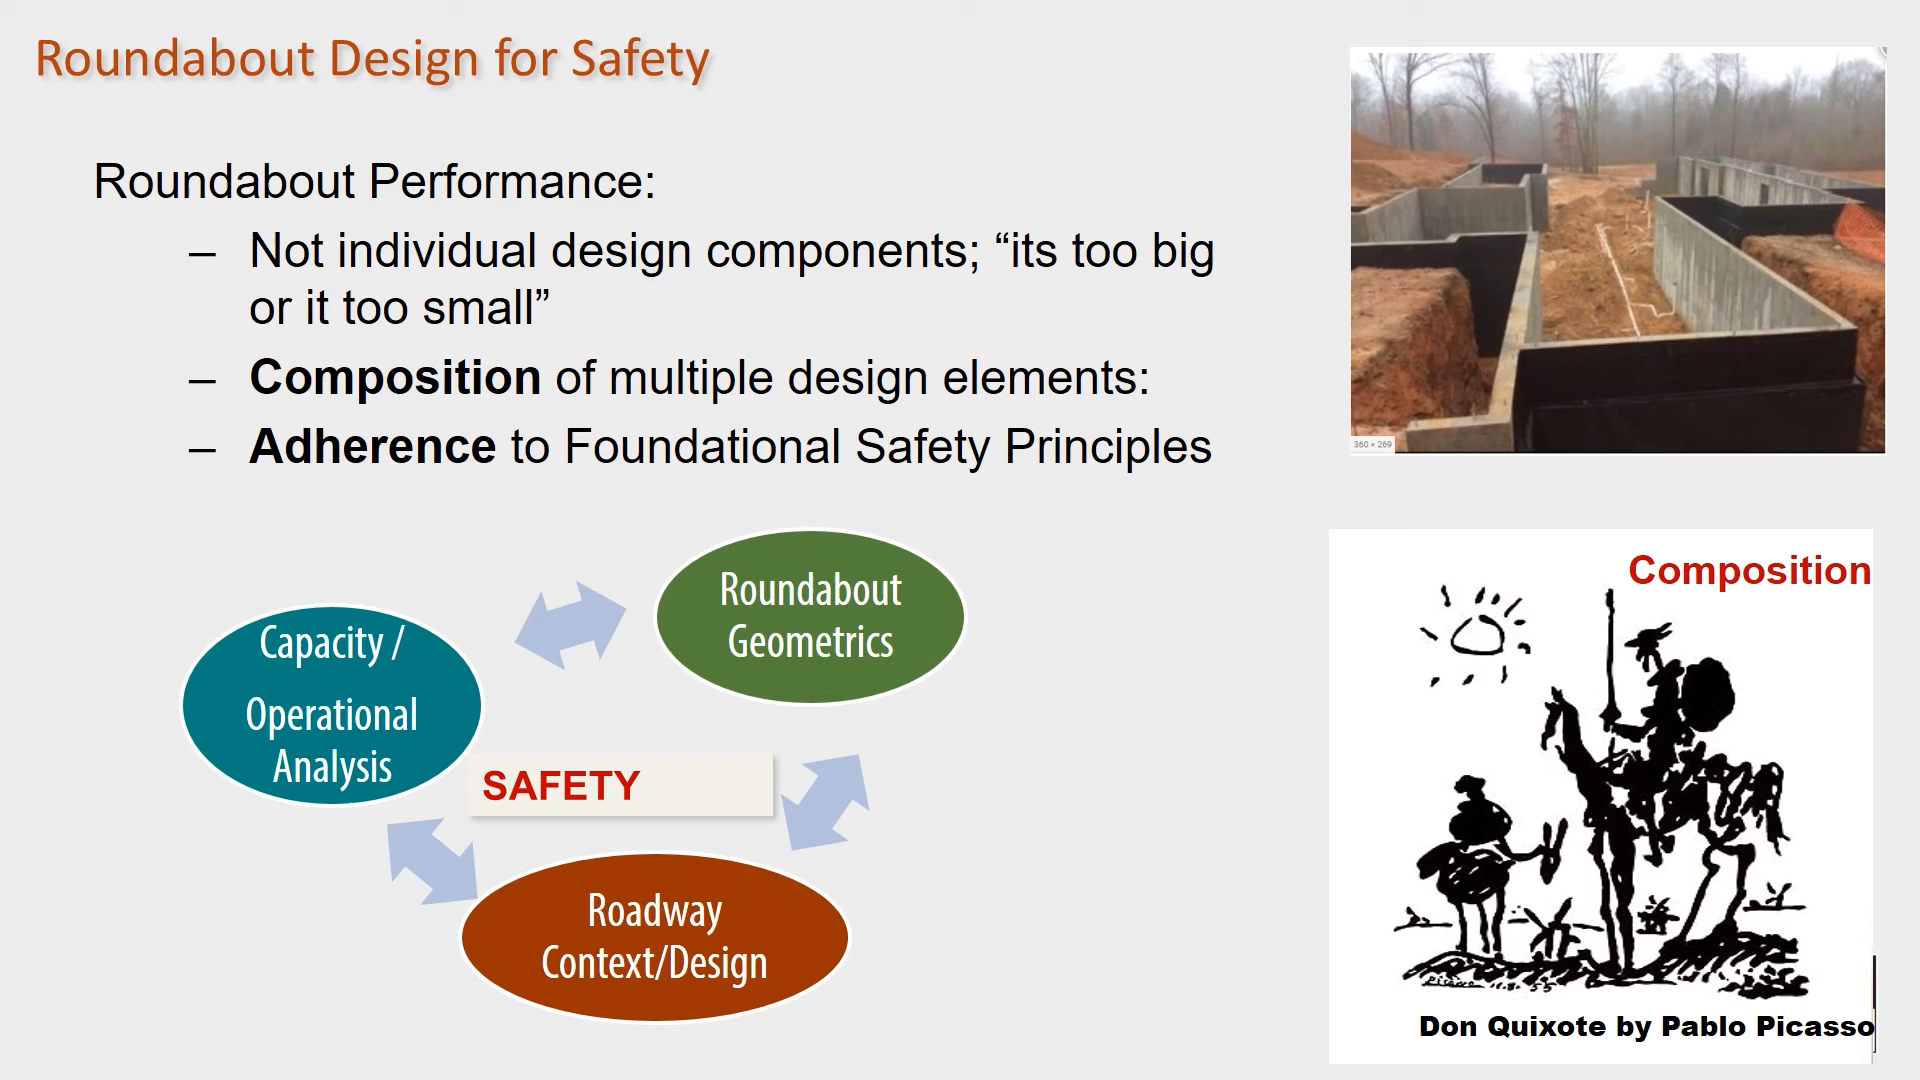 Roundabout Design for Safety
Roundabout Performance:
– Not individual design components; “its too big
or it too small”
– Composition of multiple design elements:
– Adherence to Foundational Safety Principles
360 × 269
Roundabout
Geometrics
Capacity /
Operational
Analysis
SAFETY
Roadway
Context/Design
Composition
Don Quixote by Pablo Picasso